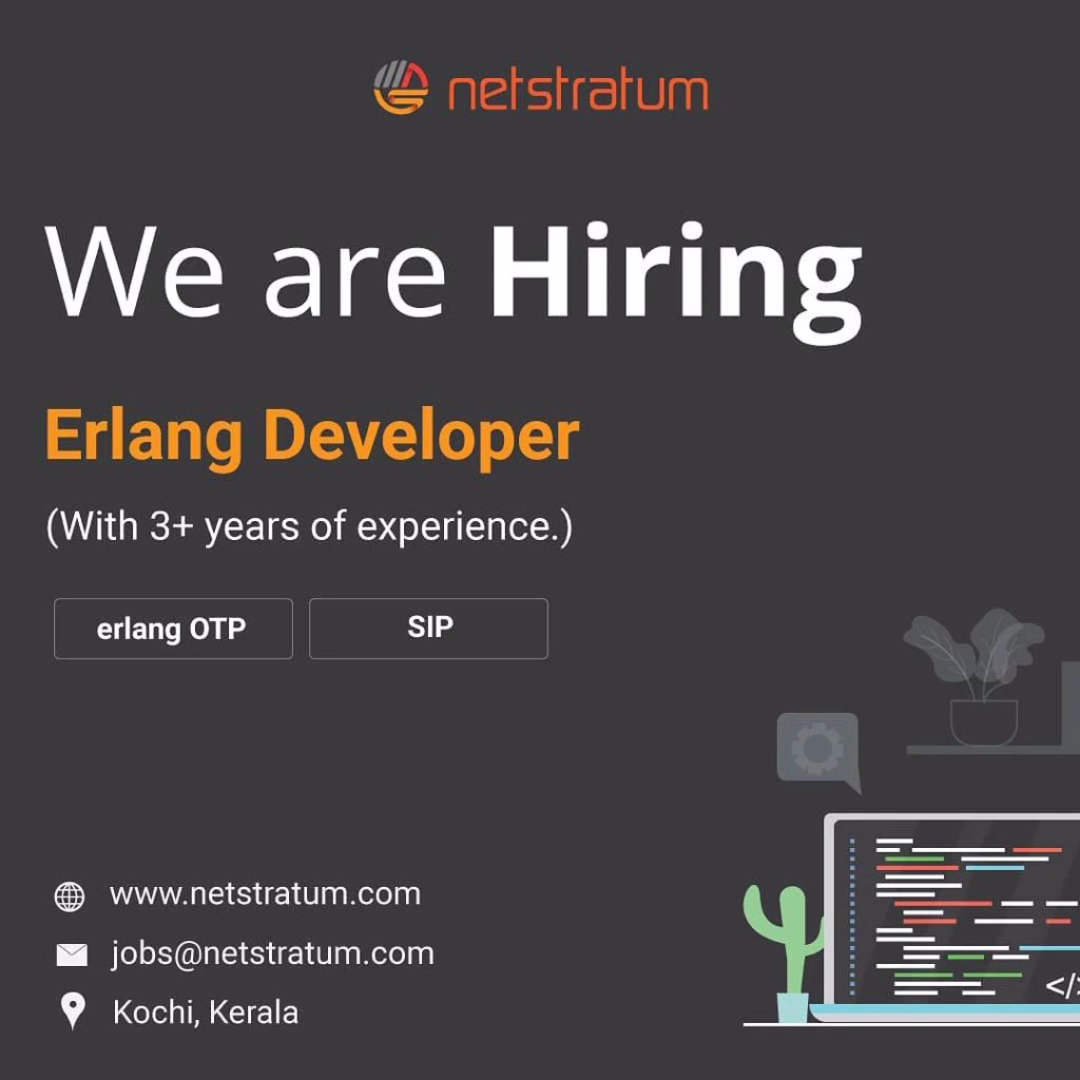 netstratum
We are Hiring
Erlang Developer
(With 3+ years of experience.)
erlang OTP
SIP
www.netstratum.com
jobs@netstratum.com
Kochi, Kerala
</>